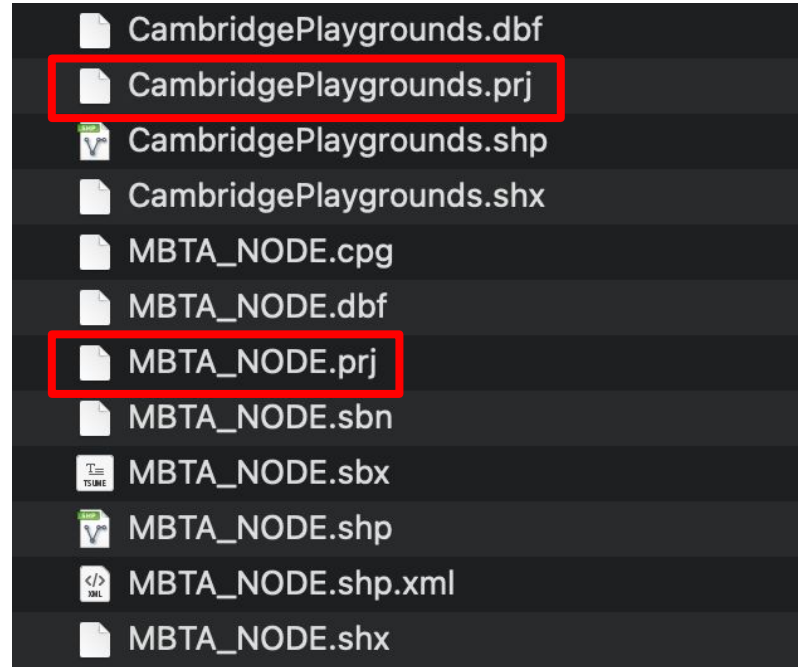 CambridgePlaygrounds.dbf
CambridgePlaygrounds.prj
CambridgePlaygrounds.shp
CambridgePlaygrounds.shx
MBTA_NODE.cpg
MBTA_NODE.dbf
MBTA_NODE.prj
MBTA_NODE.sbn
MBTA_NODE.sbx
MBTA_NODE.shp
MBTA_NODE.shp.xml
MBTA_NODE.shx